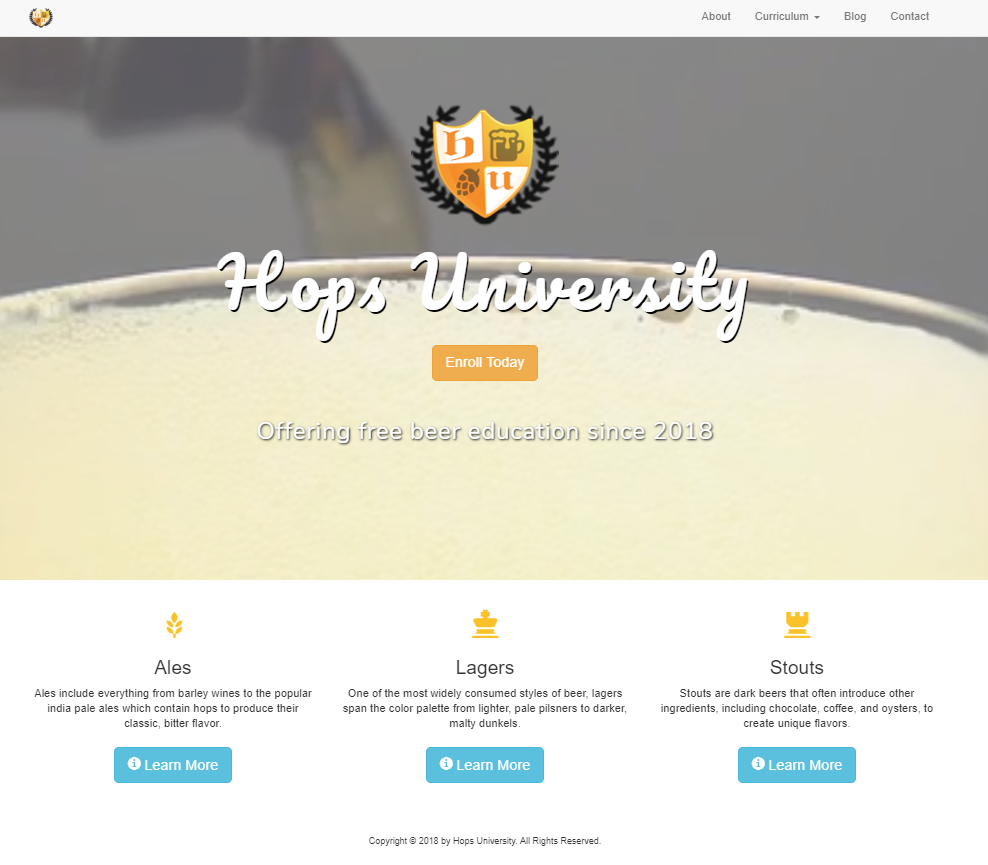 About Curriculum Blog Contact
h
u
Hops University
Enroll Today
Offering free beer education since 2018
Ales
Ales include everything from barley wines to the popular
india pale ales which contain hops to produce their
classic, bitter flavor.
Learn More
Lagers
One of the most widely consumed styles of beer, lagers
span the color palette from lighter, pale pilsners to darker,
malty dunkels.
Learn More
Stouts
Stouts are dark beers that often introduce other
ingredients, including chocolate, coffee, and oysters, to
create unique flavors.
Learn More
Copyright © 2018 by Hops University. All Rights Reserved.